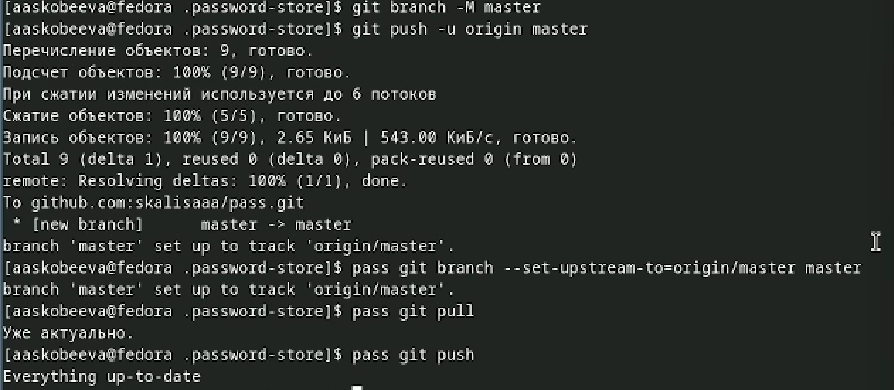 [aaskobeeva@fedora .password-store]$ git branch -M master
[aaskobeeva@fedora .password-store]$ git push -u origin master
Перечисление объектов: 9, готово.
Подсчет объектов: 100% (9/9), готово.
При сжатии изменений используется до 6 потоков
Сжатие объектов: 100% (5/5), готово.
Запись объектов: 100% (9/9), 2.65 КиБ | 543.00 КиБ/с, готово.
Total 9 (delta 1), reused 0 (delta 0), pack-reused 0 (from 0)
remote: Resolving deltas: 100% (1/1), done.
To github.com:skalisaaa/pass.git
 * [new branch]      master -> master
branch 'master' set up to track 'origin/master'.
[aaskobeeva@fedora .password-store]$ pass git branch --set-upstream-to=origin/master master
branch 'master' set up to track 'origin/master'.
[aaskobeeva@fedora .password-store]$ pass git pull
Уже актуально.
[aaskobeeva@fedora .password-store]$ pass git push
Everything up-to-date